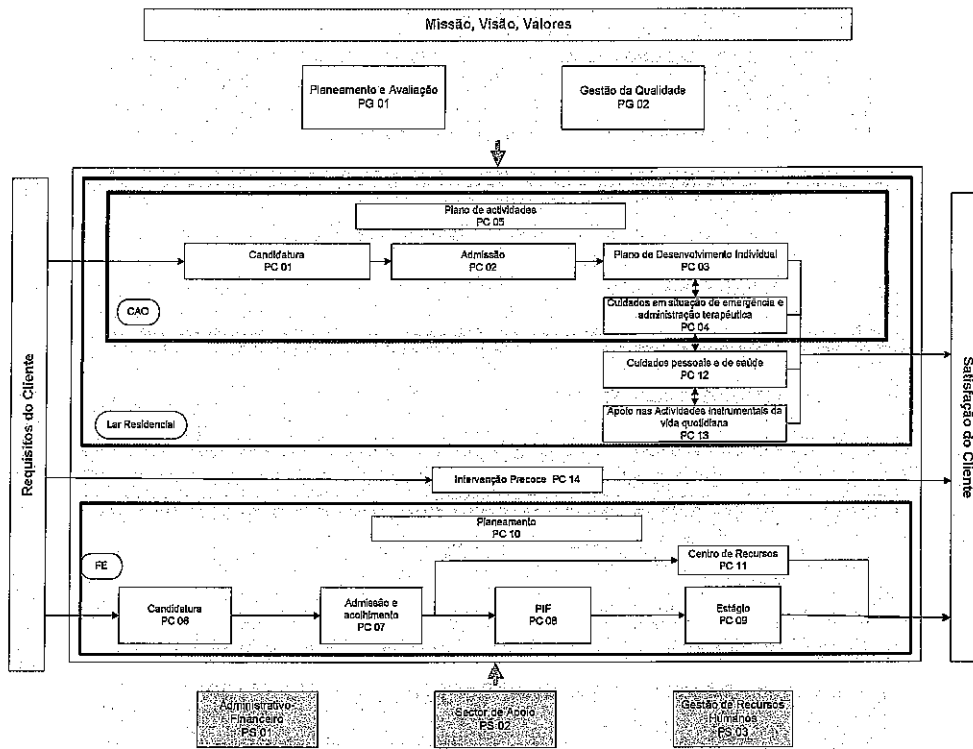 Missão, Visão, Valores
Planeamento e Avaliação
PG 01
Gestão da Qualidade
PG 02
Requisitos do Cliente
Plano de actividades
PC 05
Candidatura
PC 01
Admissão
PC 02
Plano de Desenvolvimento Individual
PC 03
CAO
Cuidados em situação de emergência e
administração terapêutica
PC 04
Cuidados pessoais e de saúde
PC 12
Lar Residencial
Apoio nas Actividades instrumentais da
vida quotidiana
PC 13
Intervenção Precoce PC 14
Planeamento
PC 10
FE
Centro de Recursos
PC 11
Candidatura
PC 06
Admissão e
acolhimento
PC 07
PIF
PC 08
Estágio
PC 09
Satisfação do Cliente
Administrativo-
Financeiro
PS 01
Sector de Apoio
PS 02
Gestão de Recursos
Humanos
PS 03